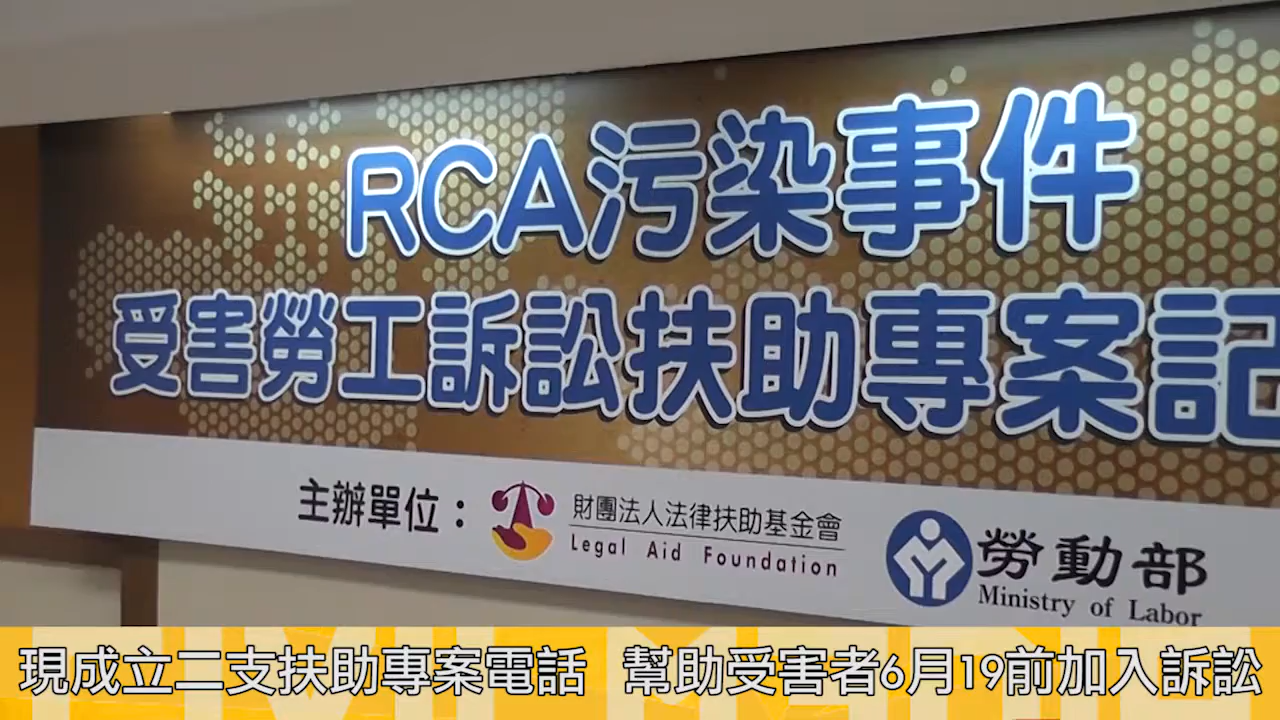 RCA污染事件
受害勞工訴訟扶助專案記
主辦單位：
財團法人法律扶助基金會
Legal Aid Foundation
勞動部
Ministry of Labor
現成立二支扶助專案電話 幫助受害者6月19前加入訴訟